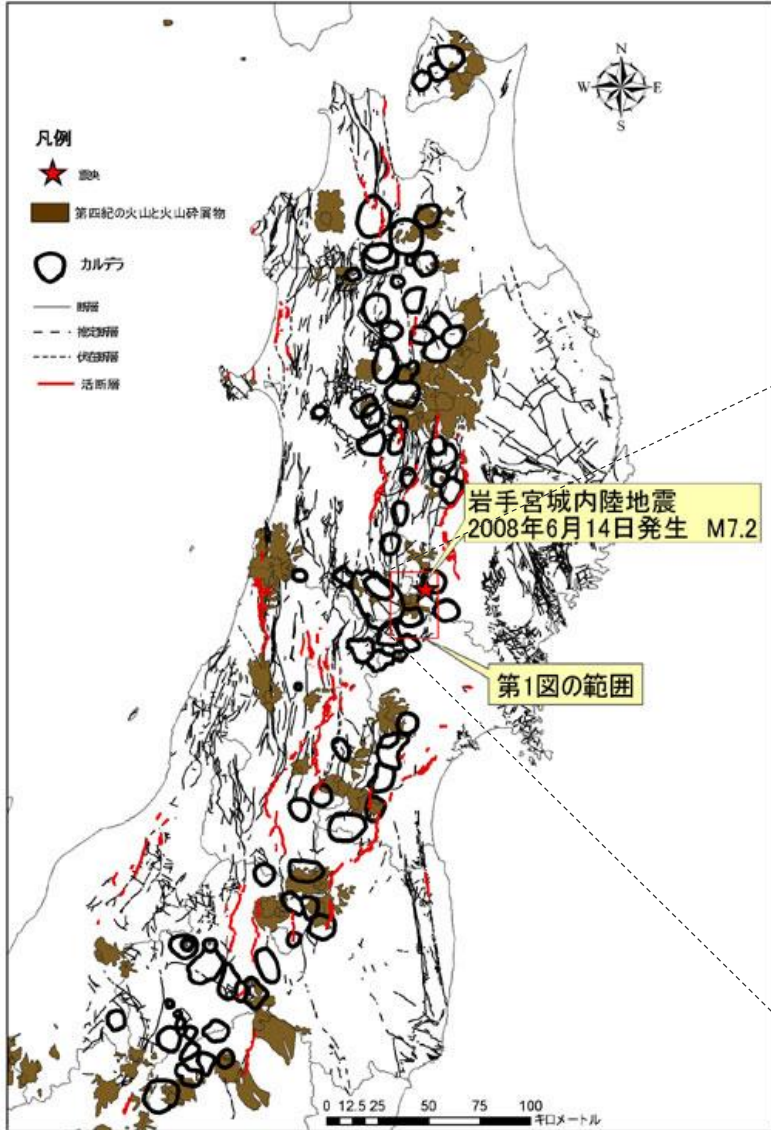 N
W E
S
凡例
震央
第四紀の火山と火山砕屑物
カルデラ
断層
推定断層
伏在断層
活断層
岩手宮城内陸地震
2008年6月14日発生 M7.2
第1図の範囲
0 12.5 25 50 75 100
キロメートル